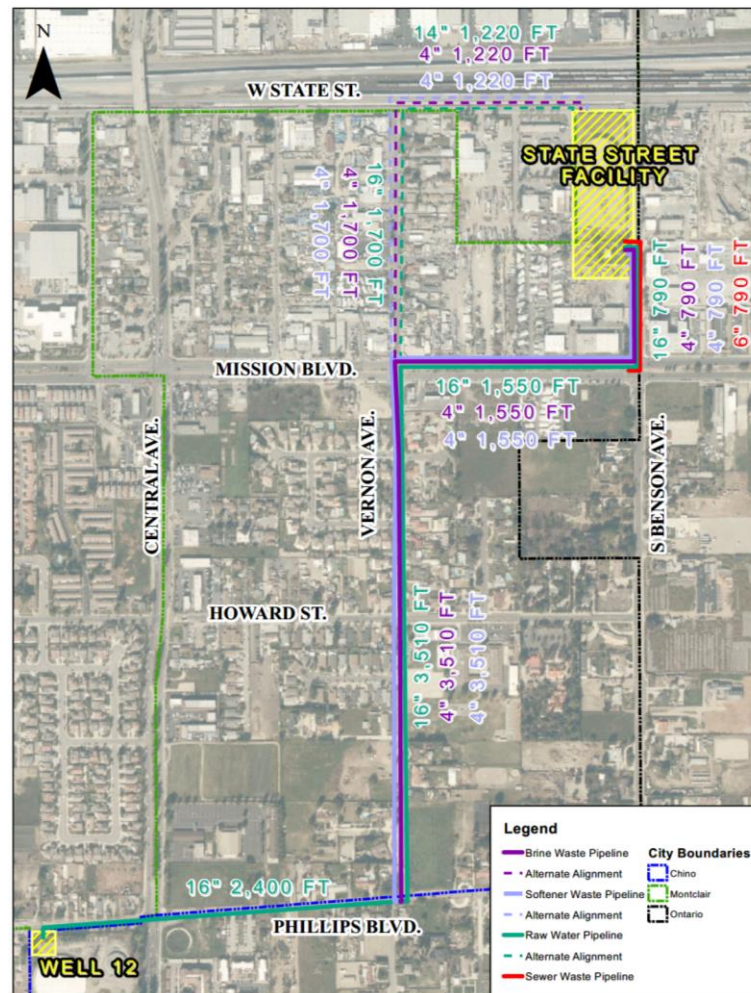 N
14" 1,220 FT
4" 1,220 FT
4" 1,220 FT
W STATE ST.
STATE STREET
FACILITY
16" 1,700 FT
4" 1,700 FT
4" 1,700 FT
16" 790 FT
4" 790 FT
4" 790 FT
6" 790 FT
MISSION BLVD.
16" 1,550 FT
4" 1,550 FT
4" 1,550 FT
CENTRAL AVE.
VERNON AVE.
S BENSON AVE.
HOWARD ST.
16" 3,510 FT
4" 3,510 FT
4" 3,510 FT
16" 2,400 FT
PHILLIPS BLVD.
WELL 12
Legend
Brine Waste Pipeline
Alternate Alignment
Softener Waste Pipeline
Alternate Alignment
Raw Water Pipeline
Alternate Alignment
Sewer Waste Pipeline
City Boundaries
Chino
Montclair
Ontario